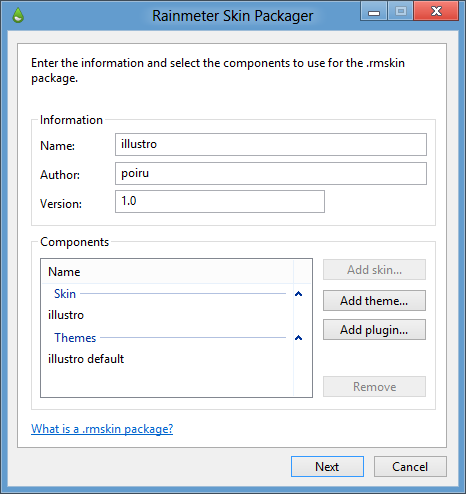 Rainmeter Skin Packager
Enter the information and select the components to use for the .rmskin
package.
Information
Name: illustro
Author: poiru
Version: 1.0
Components
Name
Skin
illustro
Themes
illustro default
Add skin...
Add theme...
Add plugin...
Remove
What is a .rmskin package?
Next Cancel